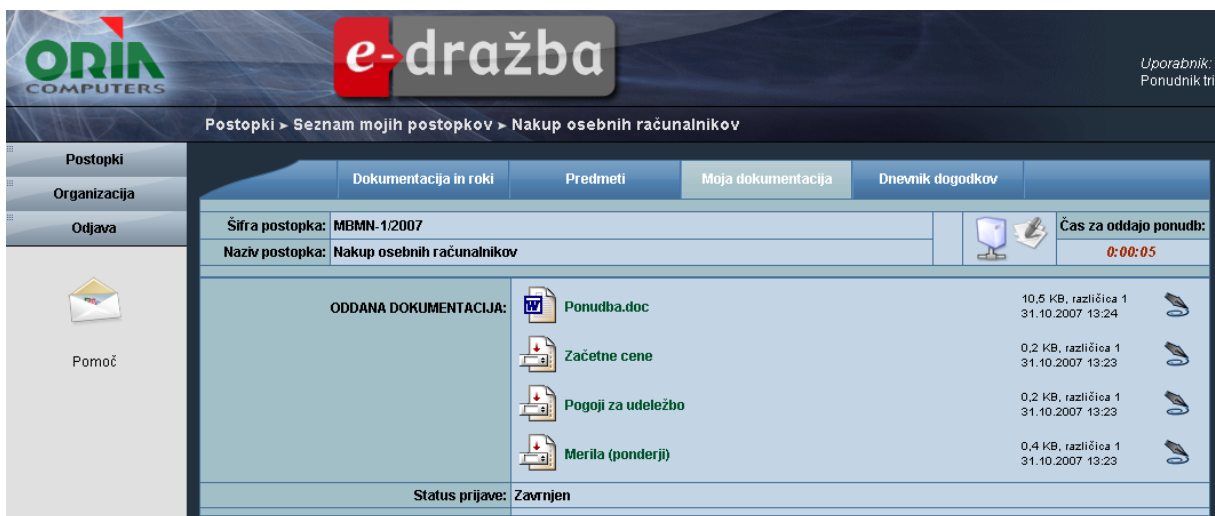 ORIA
COMPUTERS
e-dražba
Uporabnik:
Ponudnik tri
Postopki ▸ Seznam mojih postopkov ▸ Nakup osebnih računalnikov
Postopki
Organizacija
Odjava
Pomoč
Dokumentacija in roki
Predmeti
Moja dokumentacija
Dnevnik dogodkov
Šifra postopka: MBMN-1/2007
Čas za oddajo ponudb:
Naziv postopka: Nakup osebnih računalnikov
0:00:05
ODDANA DOKUMENTACIJA:
Ponudba.doc
10,5 KB, različica 1
31.10.2007 13:24
Začetne cene
0,2 KB, različica 1
31.10.2007 13:23
Pogoji za udeležbo
0,2 KB, različica 1
31.10.2007 13:23
Merila (ponderji)
0,4 KB, različica 1
31.10.2007 13:23
Status prijave: Zavrnjen